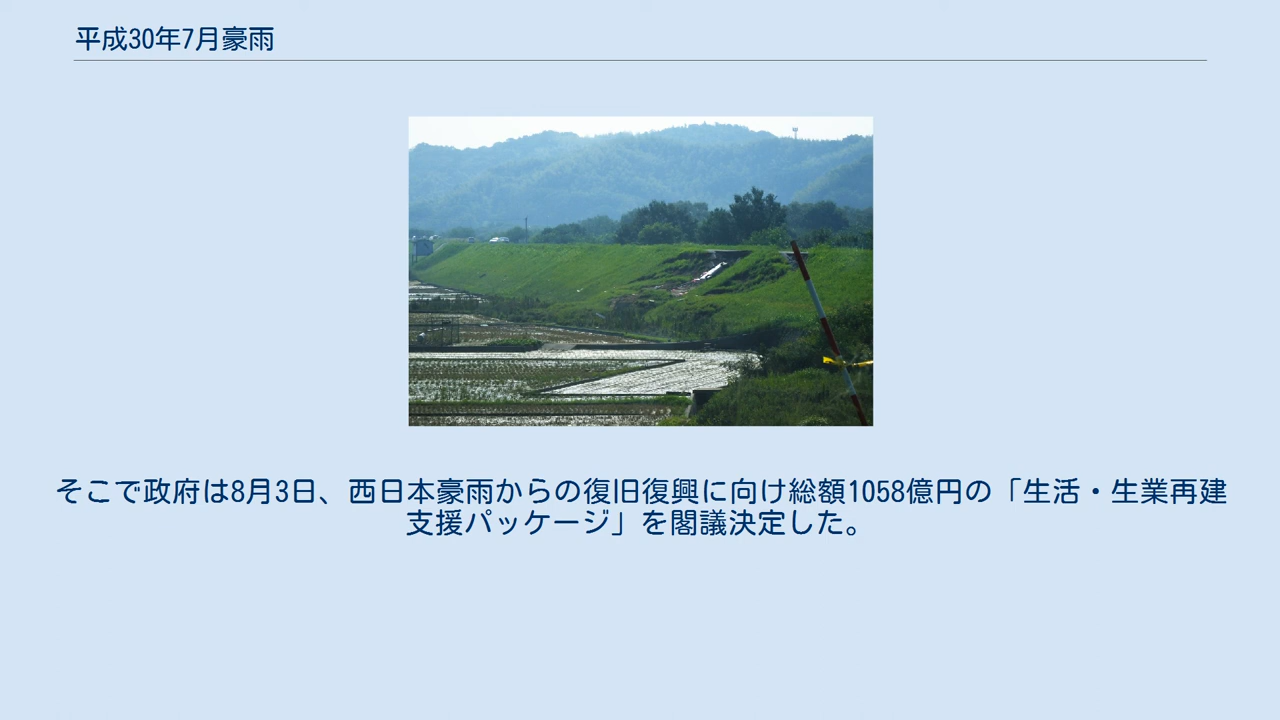 平成30年7月豪雨
そこで政府は8月3日、西日本豪雨からの復旧復興に向け総額1058億円の「生活・生業再建
支援パッケージ」を閣議決定した。